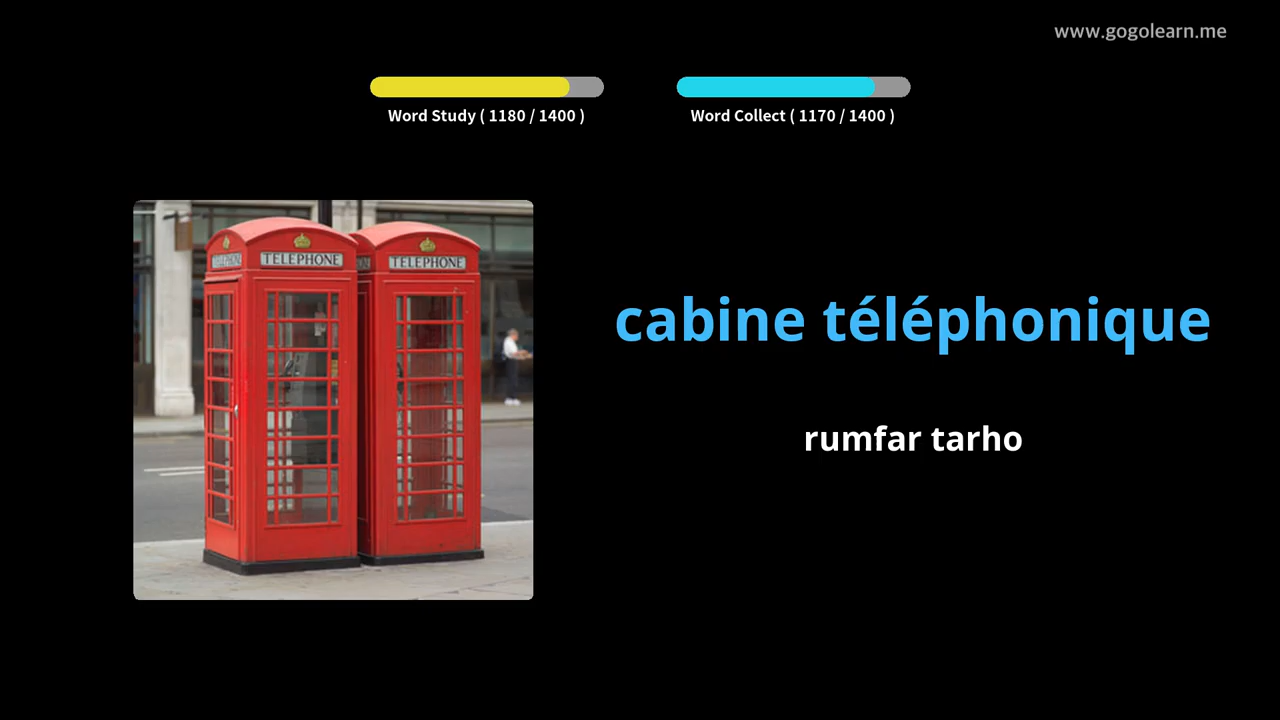 www.gogolearn.me
Word Study ( 1180 / 1400 )
Word Collect ( 1170 / 1400 )
TELEPHONE
TELEPHONE
cabine téléphonique
rumfar tarho